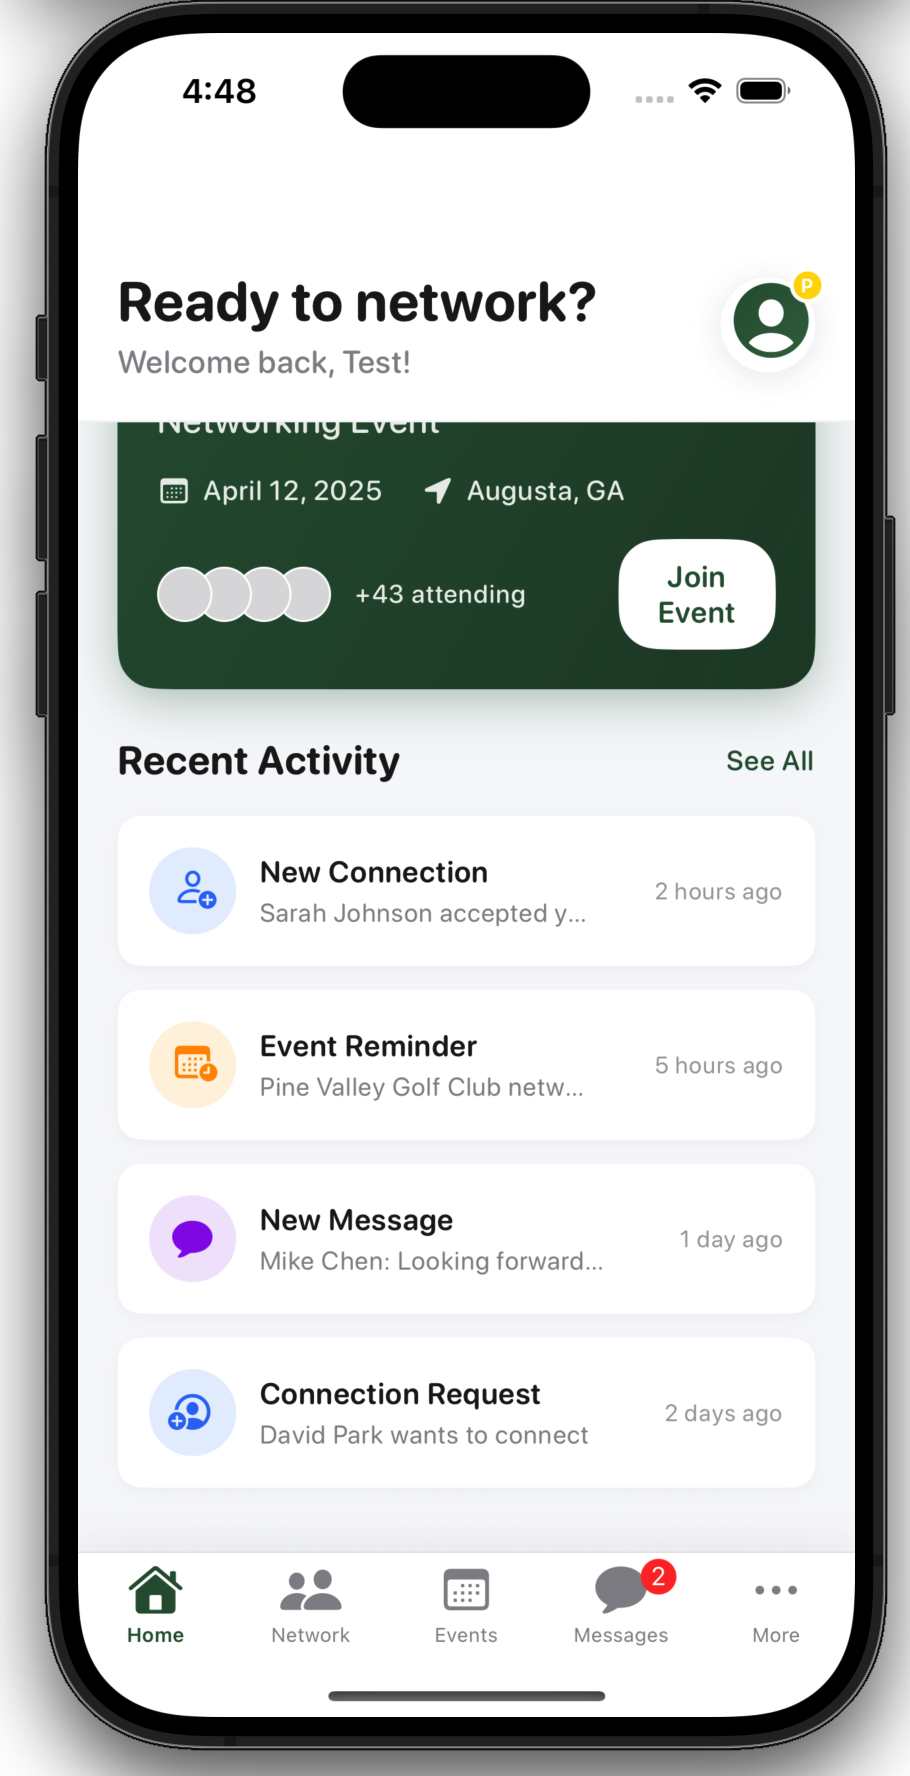 4:48
Ready to network?
P
Welcome back, Test!
Networking Event
April 12, 2025
Augusta, GA
+43 attending
Join
Event
Recent Activity
See All
New Connection
Sarah Johnson accepted y...
2 hours ago
Event Reminder
Pine Valley Golf Club netw...
5 hours ago
New Message
Mike Chen: Looking forward...
1 day ago
Connection Request
David Park wants to connect
2 days ago
2
Home
Network
Events
Messages
More